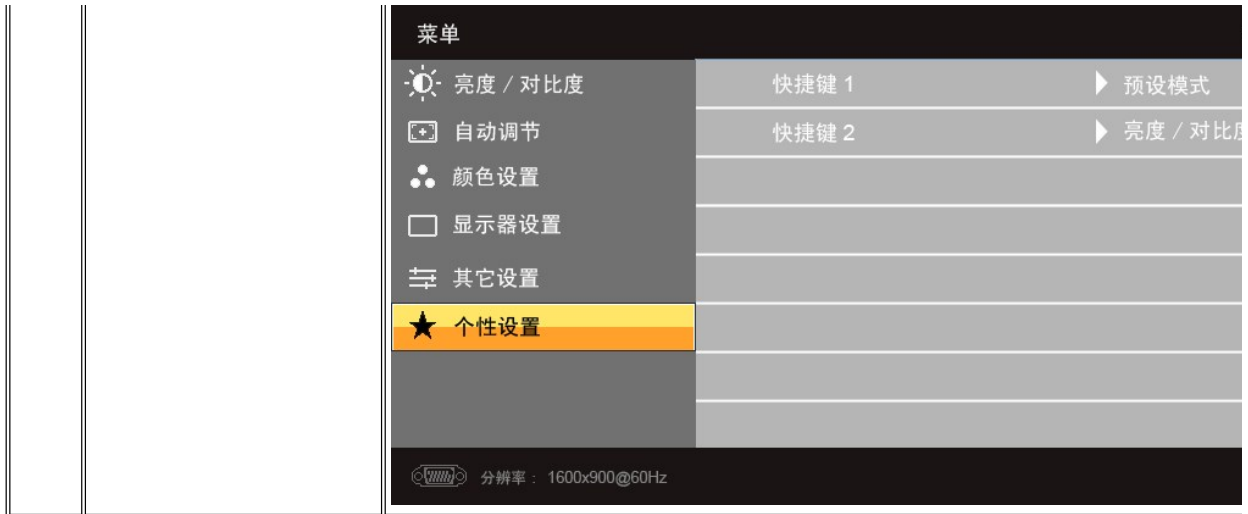 菜单
亮度 / 对比度
快捷键 1
预设模式
自动调节
快捷键 2
亮度 / 对比度
颜色设置
显示器设置
其它设置
个性设置
分辨率： 1600x900@60Hz